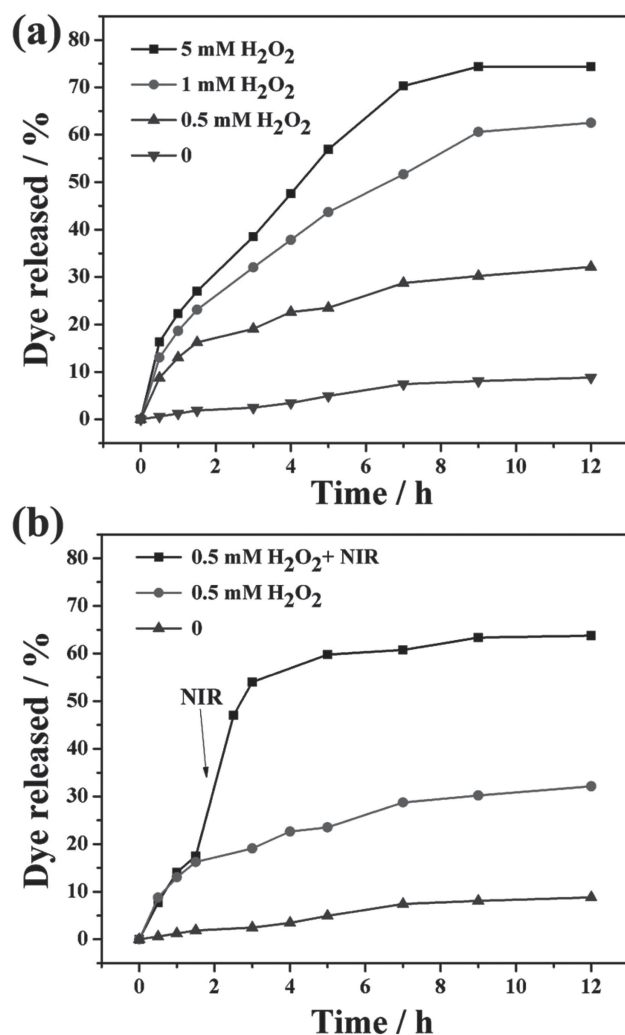 (a)
80
70
60
50
40
30
20
10
0
Dye released / %
5 mM H₂O₂
1 mM H₂O₂
0.5 mM H₂O₂
0
0 2 4 6 8 10 12
Time / h
(b)
80
70
60
50
40
30
20
10
0
Dye released / %
0.5 mM H₂O₂+ NIR
0.5 mM H₂O₂
0
NIR
0 2 4 6 8 10 12
Time / h